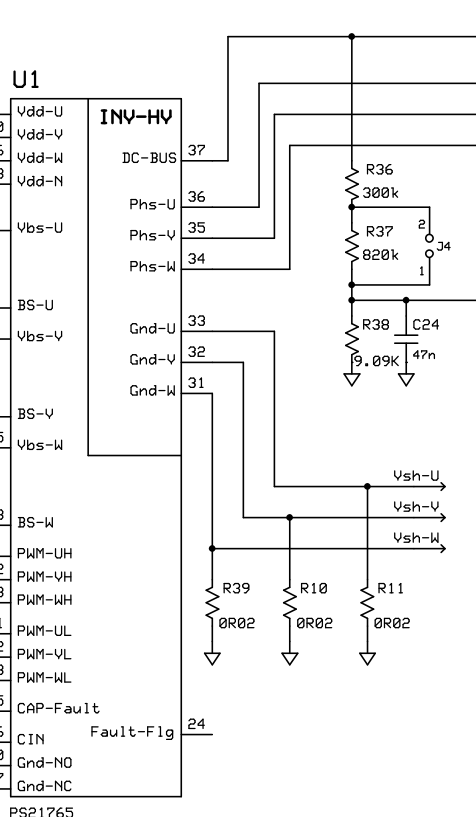 U1
INV-HV
Vdd-U
Vdd-V
Vdd-W
Vdd-N
Vbs-U
BS-U
Vbs-V
BS-V
Vbs-W
BS-W
PWM-UH
PWM-VH
PWM-WH
PWM-UL
PWM-VL
PWM-WL
CAP-Fault
CIN
Gnd-NO
Gnd-NC
DC-BUS 37
Phs-U 36
Phs-V 35
Phs-W 34
Gnd-U 33
Gnd-V 32
Gnd-W 31
Fault-Flg 24
PS21765
R36
300k
R37
820k
2
J4
1
R38
9.09K
C24
47n
Vsh-U
Vsh-V
Vsh-W
R39
0R02
R10
0R02
R11
0R02